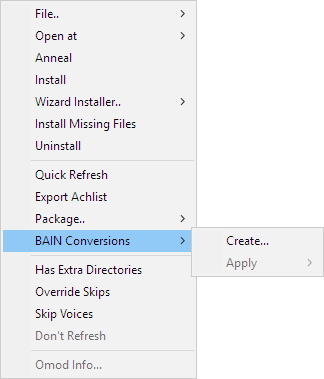 File..
Open at
Anneal
Install
Wizard Installer..
Install Missing Files
Uninstall
Quick Refresh
Export Achlist
Package..
BAIN Conversions
Create...
Apply
Has Extra Directories
Override Skips
Skip Voices
Don't Refresh
Omod Info...